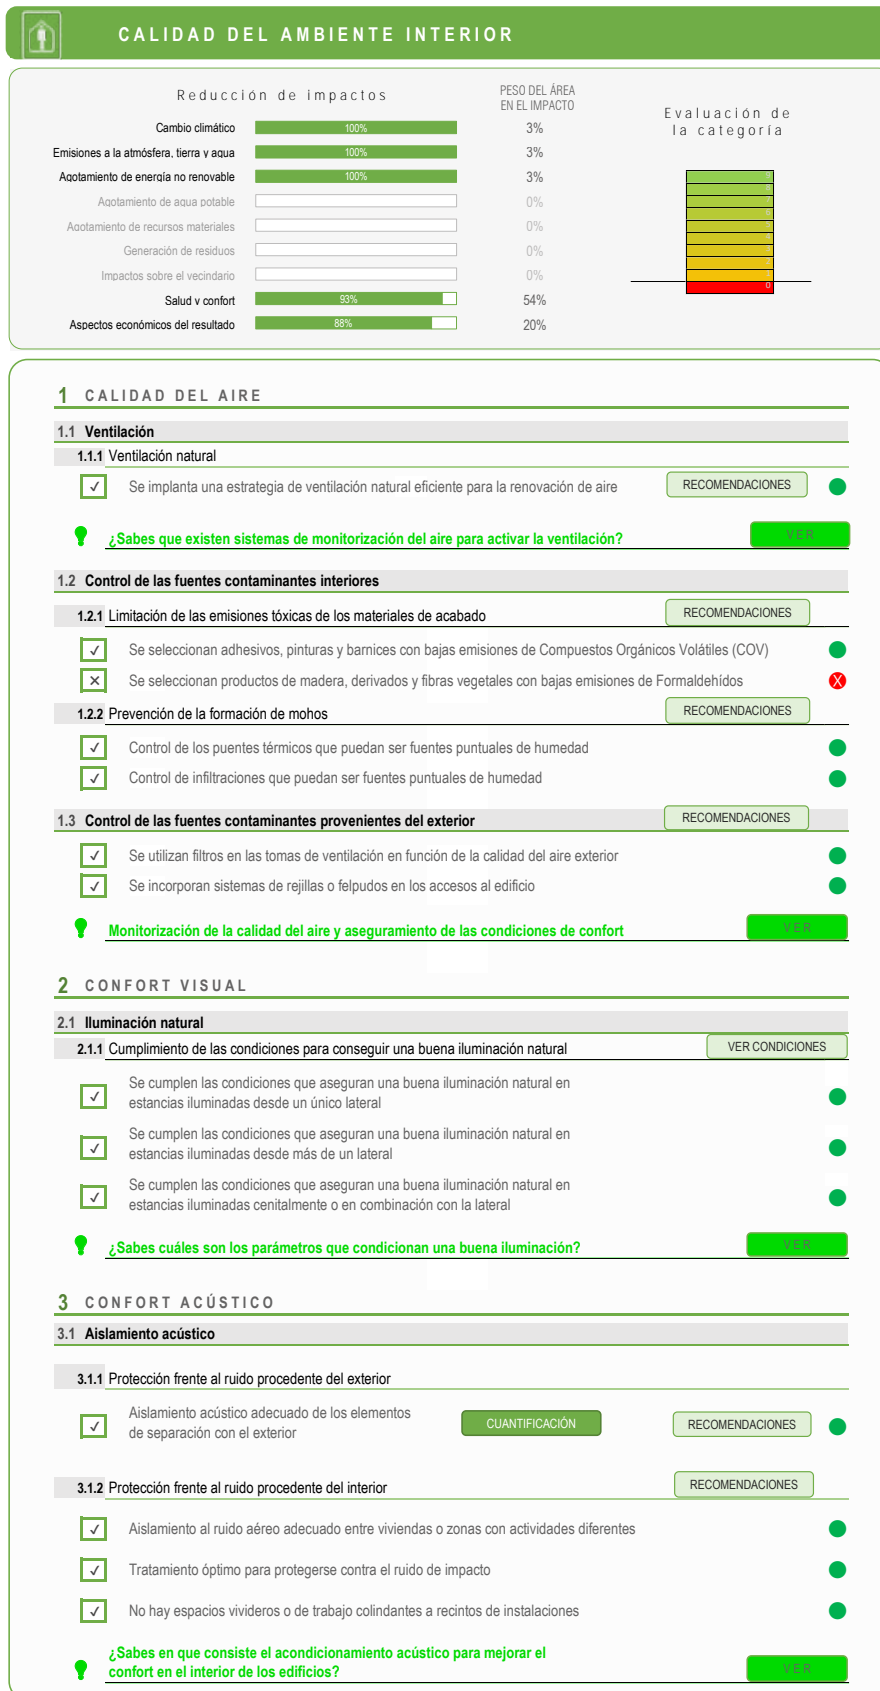 CALIDAD DEL AMBIENTE INTERIOR
Reducción de impactos
PESO DEL ÁREA
EN EL IMPACTO
Evaluación de
la categoría
Cambio climático 100% 3%
Emisiones a la atmósfera, tierra y agua 100% 3%
Agotamiento de energía no renovable 100% 3%
Agotamiento de agua potable 0%
Agotamiento de recursos materiales 0%
Generación de residuos 0%
Impactos sobre el vecindario 0%
Salud y confort 93% 54%
Aspectos económicos del resultado 88% 20%
0
1 CALIDAD DEL AIRE
1.1 Ventilación
1.1.1 Ventilación natural
✓ Se implanta una estrategia de ventilación natural eficiente para la renovación de aire RECOMENDACIONES
¿Sabes que existen sistemas de monitorización del aire para activar la ventilación? VER
1.2 Control de las fuentes contaminantes interiores
1.2.1 Limitación de las emisiones tóxicas de los materiales de acabado RECOMENDACIONES
✓ Se seleccionan adhesivos, pinturas y barnices con bajas emisiones de Compuestos Orgánicos Volátiles (COV)
✕ Se seleccionan productos de madera, derivados y fibras vegetales con bajas emisiones de Formaldehídos X
1.2.2 Prevención de la formación de mohos RECOMENDACIONES
✓ Control de los puentes térmicos que puedan ser fuentes puntuales de humedad
✓ Control de infiltraciones que puedan ser fuentes puntuales de humedad
1.3 Control de las fuentes contaminantes provenientes del exterior RECOMENDACIONES
✓ Se utilizan filtros en las tomas de ventilación en función de la calidad del aire exterior
✓ Se incorporan sistemas de rejillas o felpudos en los accesos al edificio
Monitorización de la calidad del aire y aseguramiento de las condiciones de confort VER
2 CONFORT VISUAL
2.1 Iluminación natural
2.1.1 Cumplimiento de las condiciones para conseguir una buena iluminación natural VER CONDICIONES
✓ Se cumplen las condiciones que aseguran una buena iluminación natural en
estancias iluminadas desde un único lateral
✓ Se cumplen las condiciones que aseguran una buena iluminación natural en
estancias iluminadas desde más de un lateral
✓ Se cumplen las condiciones que aseguran una buena iluminación natural en
estancias iluminadas cenitalmente o en combinación con la lateral
¿Sabes cuáles son los parámetros que condicionan una buena iluminación? VER
3 CONFORT ACÚSTICO
3.1 Aislamiento acústico
3.1.1 Protección frente al ruido procedente del exterior
✓ Aislamiento acústico adecuado de los elementos
de separación con el exterior CUANTIFICACIÓN RECOMENDACIONES
3.1.2 Protección frente al ruido procedente del interior RECOMENDACIONES
✓ Aislamiento al ruido aéreo adecuado entre viviendas o zonas con actividades diferentes
✓ Tratamiento óptimo para protegerse contra el ruido de impacto
✓ No hay espacios vivideros o de trabajo colindantes a recintos de instalaciones
¿Sabes en que consiste el acondicionamiento acústico para mejorar el
confort en el interior de los edificios? VER